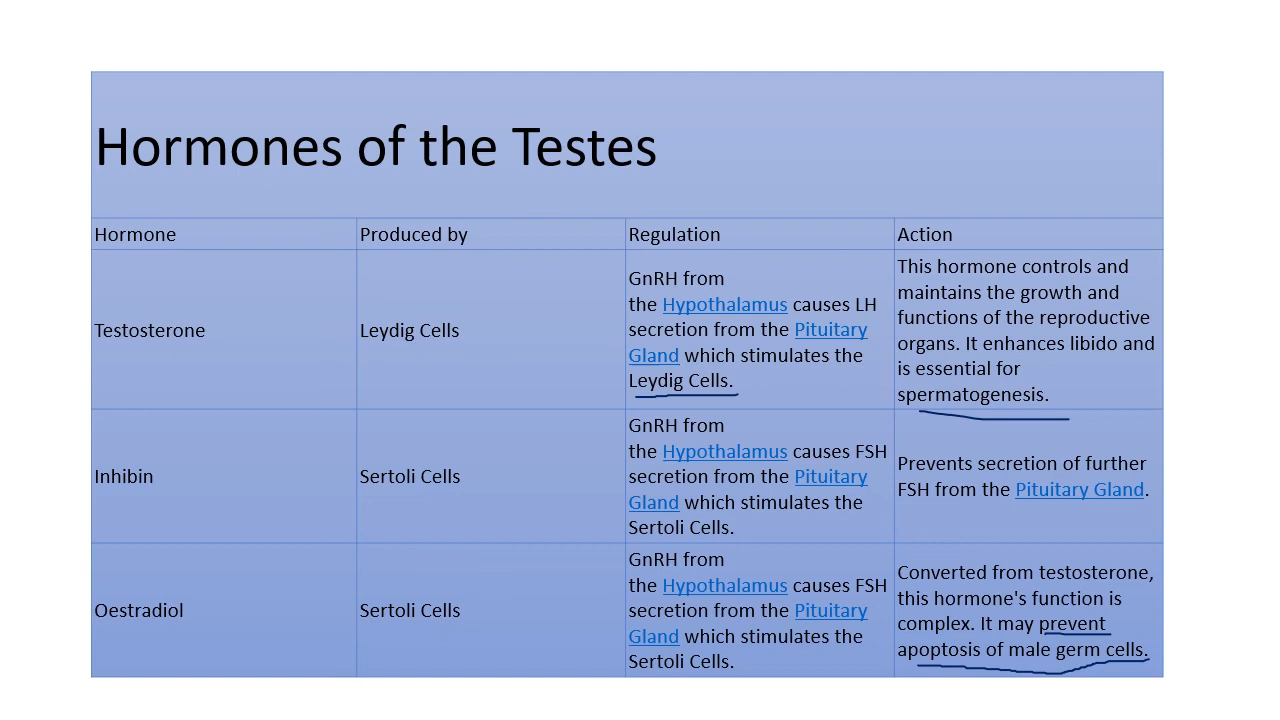 Hormones of the Testes
Hormone
Produced by
Regulation
Action
Testosterone
Leydig Cells
GnRH from
the Hypothalamus causes LH
secretion from the Pituitary
Gland which stimulates the
Leydig Cells.
This hormone controls and
maintains the growth and
functions of the reproductive
organs. It enhances libido and
is essential for
spermatogenesis.
Inhibin
Sertoli Cells
GnRH from
the Hypothalamus causes FSH
secretion from the Pituitary
Gland which stimulates the
Sertoli Cells.
Prevents secretion of further
FSH from the Pituitary Gland.
Oestradiol
Sertoli Cells
GnRH from
the Hypothalamus causes FSH
secretion from the Pituitary
Gland which stimulates the
Sertoli Cells.
Converted from testosterone,
this hormone's function is
complex. It may prevent
apoptosis of male germ cells.